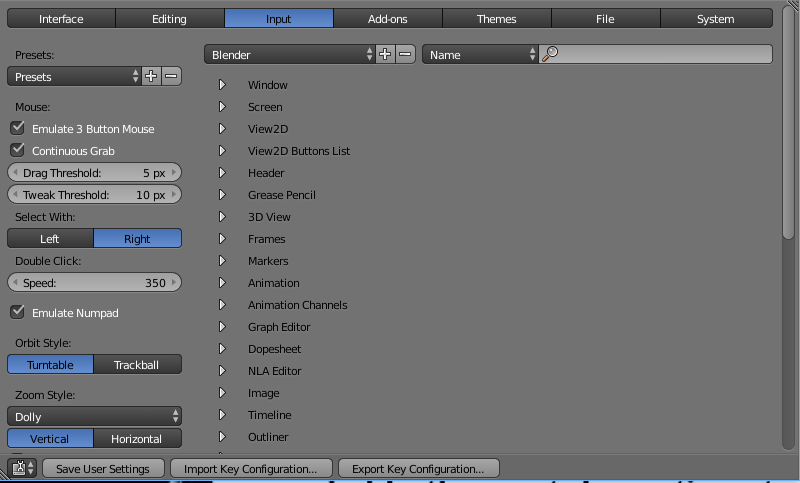 Interface Editing Input Add-ons Themes File System
Presets:
Presets
Mouse:
Emulate 3 Button Mouse
Continuous Grab
Drag Threshold: 5 px
Tweak Threshold: 10 px
Select With:
Left Right
Double Click:
Speed: 350
Emulate Numpad
Orbit Style:
Turntable Trackball
Zoom Style:
Dolly
Vertical Horizontal
Blender Name
Window
Screen
View2D
View2D Buttons List
Header
Grease Pencil
3D View
Frames
Markers
Animation
Animation Channels
Graph Editor
Dopesheet
NLA Editor
Image
Timeline
Outliner
Save User Settings Import Key Configuration... Export Key Configuration...